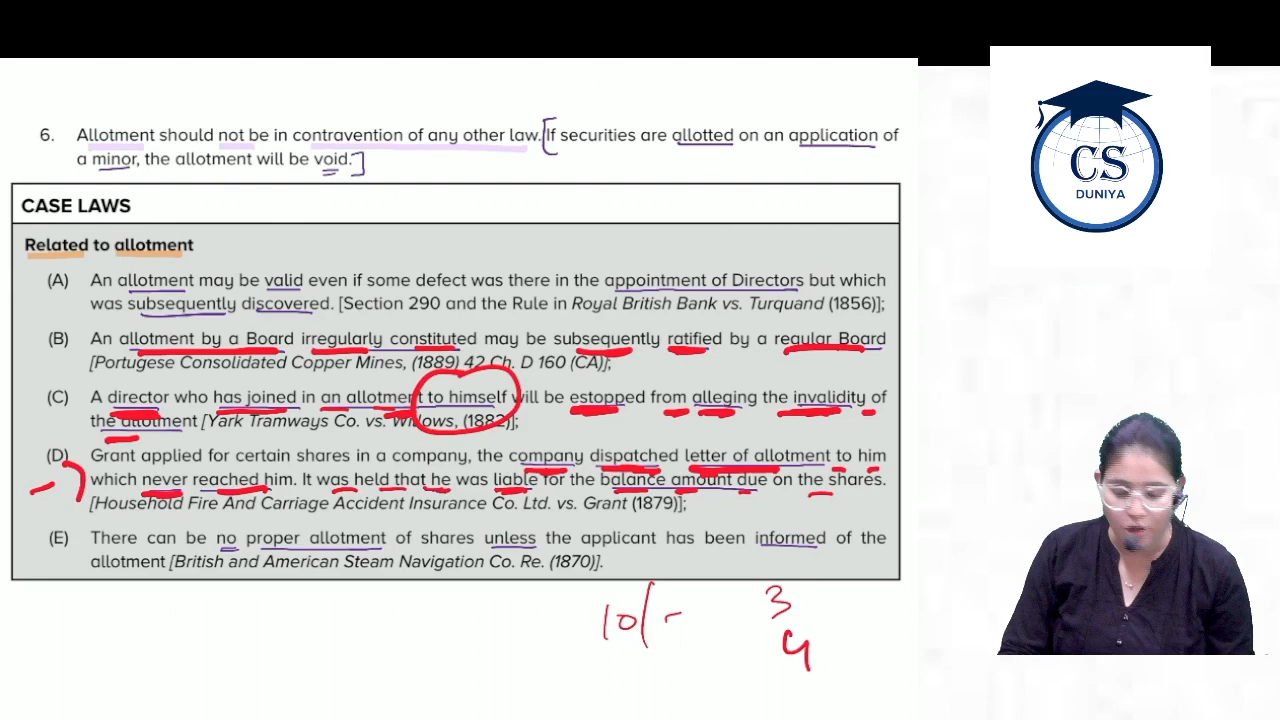 6. Allotment should not be in contravention of any other law. If securities are allotted on an application of
a minor, the allotment will be void.
CASE LAWS
Related to allotment
(A) An allotment may be valid even if some defect was there in the appointment of Directors but which
was subsequently discovered. [Section 290 and the Rule in Royal British Bank vs. Turquand (1856)];
(B) An allotment by a Board irregularly constituted may be subsequently ratified by a regular Board
[Portugese Consolidated Copper Mines, (1889) 42 Ch. D 160 (CA)];
(C) A director who has joined in an allotment to himself will be estopped from alleging the invalidity of
the allotment [Yark Tramways Co. vs. Willows, (1882)];
(D) Grant applied for certain shares in a company, the company dispatched letter of allotment to him
which never reached him. It was held that he was liable for the balance amount due on the shares.
[Household Fire And Carriage Accident Insurance Co. Ltd. vs. Grant (1879)];
(E) There can be no proper allotment of shares unless the applicant has been informed of the
allotment [British and American Steam Navigation Co. Re. (1870)].
10/- 3
4
CS
DUNIYA